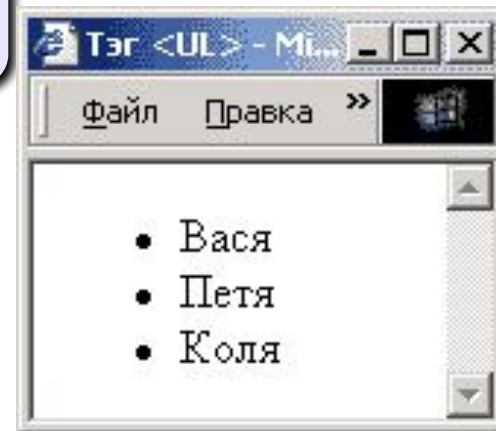 Тэг <UL> - Mi...
Файл Правка »
• Вася
• Петя
• Коля